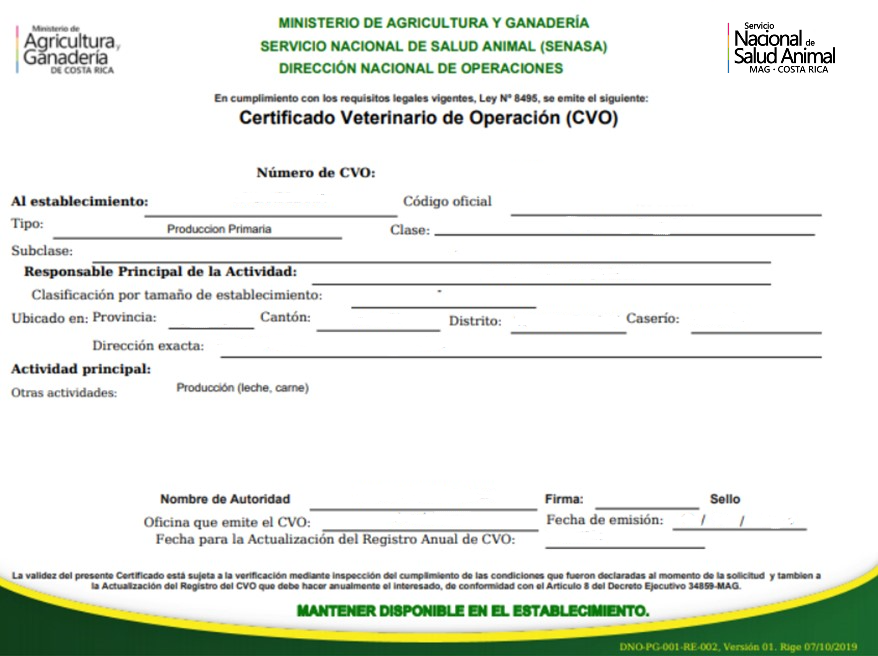 Ministerio de
Agricultura y
Ganadería
DE COSTA RICA
MINISTERIO DE AGRICULTURA Y GANADERÍA
SERVICIO NACIONAL DE SALUD ANIMAL (SENASA)
DIRECCIÓN NACIONAL DE OPERACIONES
Servicio
Nacional de
Salud Animal
MAG - COSTA RICA
En cumplimiento con los requisitos legales vigentes, Ley Nº 8495, se emite el siguiente:
Certificado Veterinario de Operación (CVO)
Número de CVO:
Al establecimiento: Código oficial
Tipo: Produccion Primaria Clase:
Subclase:
Responsable Principal de la Actividad:
Clasificación por tamaño de establecimiento: -
Ubicado en: Provincia: Cantón: Distrito: Caserío:
Dirección exacta:
Actividad principal:
Otras actividades: Producción (leche, carne)
Nombre de Autoridad Firma: Sello
Oficina que emite el CVO: Fecha de emisión: / /
Fecha para la Actualización del Registro Anual de CVO:
La validez del presente Certificado está sujeta a la verificación mediante inspección del cumplimiento de las condiciones que fueron declaradas al momento de la solicitud y tambien a
la Actualización del Registro del CVO que debe hacer anualmente el interesado, de conformidad con el Artículo 8 del Decreto Ejecutivo 34859-MAG.
MANTENER DISPONIBLE EN EL ESTABLECIMIENTO.
DNO-PG-001-RE-002, Versión 01. Rige 07/10/2019